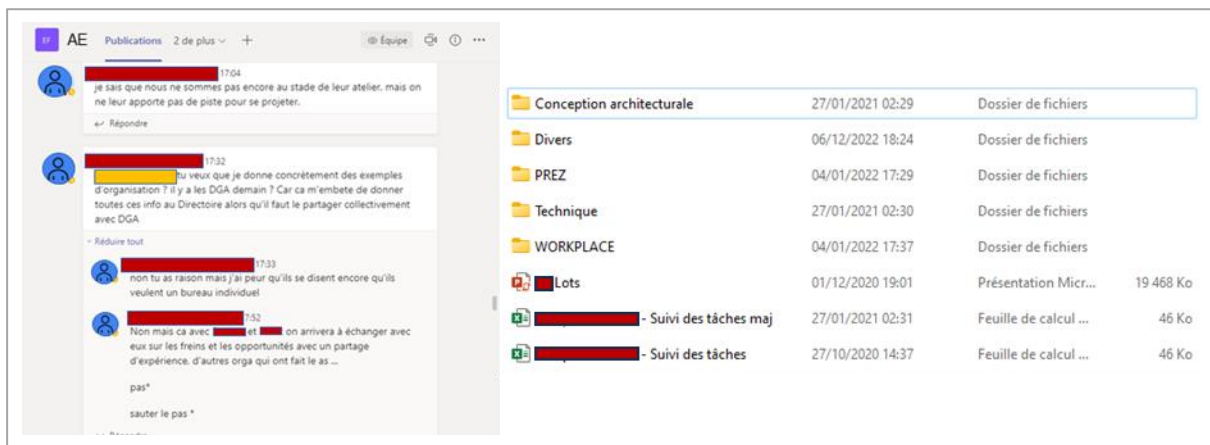 EF AE Publications 2 de plus + Équipe
17:04
je sais que nous ne sommes pas encore au stade de leur atelier, mais on
ne leur apporte pas de piste pour se projeter.
Répondre
17:32
tu veux que je donne concrètement des exemples
d'organisation ? il y a les DGA demain ? Car ca m'embete de donner
toutes ces info au Directoire alors qu'il faut le partager collectivement
avec DGA
Réduire tout
17:33
non tu as raison mais j'ai peur qu'ils se disent encore qu'ils
veulent un bureau individuel
7:52
Non mais ca avec et on arrivera à échanger avec
eux sur les freins et les opportunités avec un partage
d'expérience, d'autres orga qui ont fait le as ...
pas*
sauter le pas *
Conception architecturale 27/01/2021 02:29 Dossier de fichiers
Divers 06/12/2022 18:24 Dossier de fichiers
PREZ 04/01/2022 17:29 Dossier de fichiers
Technique 27/01/2021 02:30 Dossier de fichiers
WORKPLACE 04/01/2022 17:37 Dossier de fichiers
Lots 01/12/2020 19:01 Présentation Micr... 19 468 Ko
- Suivi des tâches maj 27/01/2021 02:31 Feuille de calcul ... 46 Ko
- Suivi des tâches 27/10/2020 14:37 Feuille de calcul ... 46 Ko